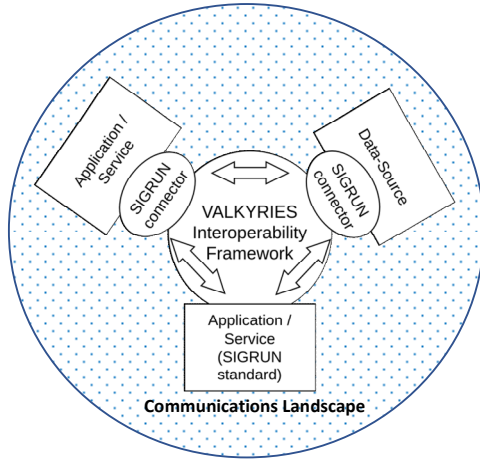 Application /
Service
SIGRUN
connector
Data-Source
SIGRUN
connector
VALKYRIES
Interoperability
Framework
Application /
Service
(SIGRUN
standard)
Communications Landscape